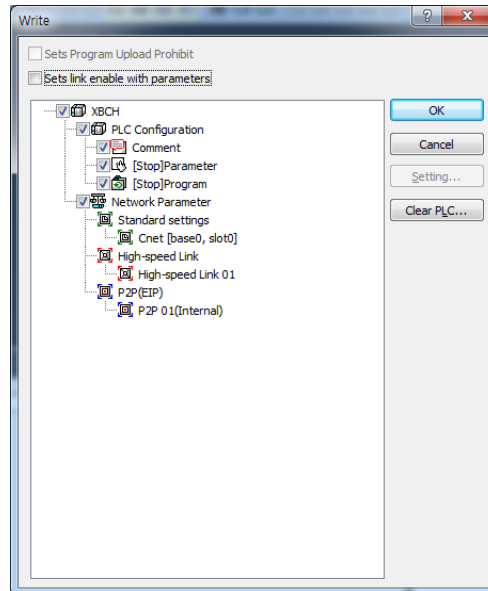 Write
Sets Program Upload Prohibit
Sets link enable with parameters
XBCH
PLC Configuration
Comment
[Stop]Parameter
[Stop]Program
Network Parameter
Standard settings
Cnet [base0, slot0]
High-speed Link
High-speed Link 01
P2P(EIP)
P2P 01(Internal)
OK
Cancel
Setting...
Clear PLC...